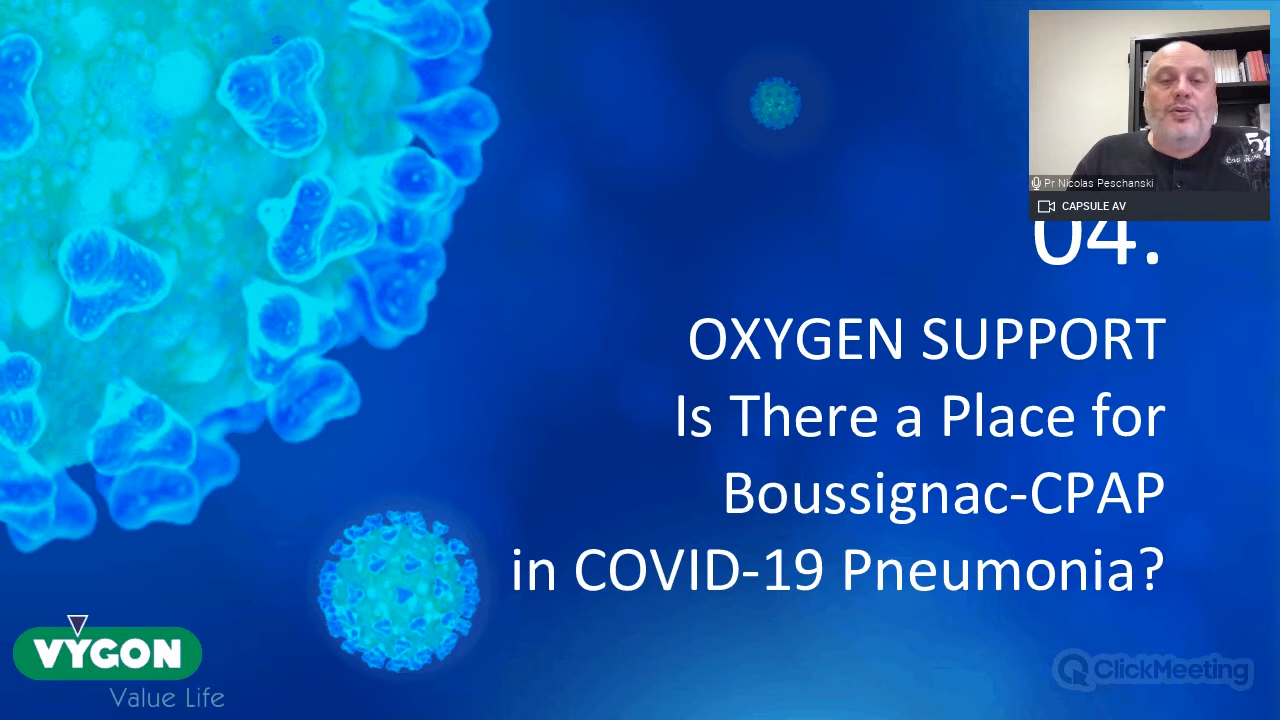 Pr Nicolas Peschanski
CAPSULE AV
04.
OXYGEN SUPPORT
Is There a Place for
Boussignac-CPAP
in COVID-19 Pneumonia?
VYGON
Value Life
ClickMeeting